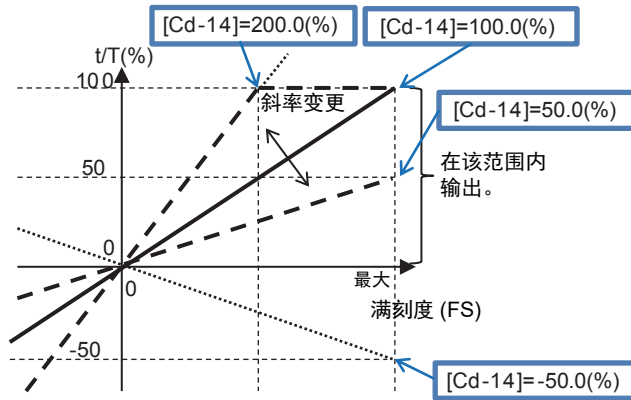 [Cd-14]=200.0(%)
[Cd-14]=100.0(%)
t/T(%)
100
斜率变更
[Cd-14]=50.0(%)
50
在该范围内
输出。
0
0
最大
满刻度 (FS)
-50
[Cd-14]=-50.0(%)